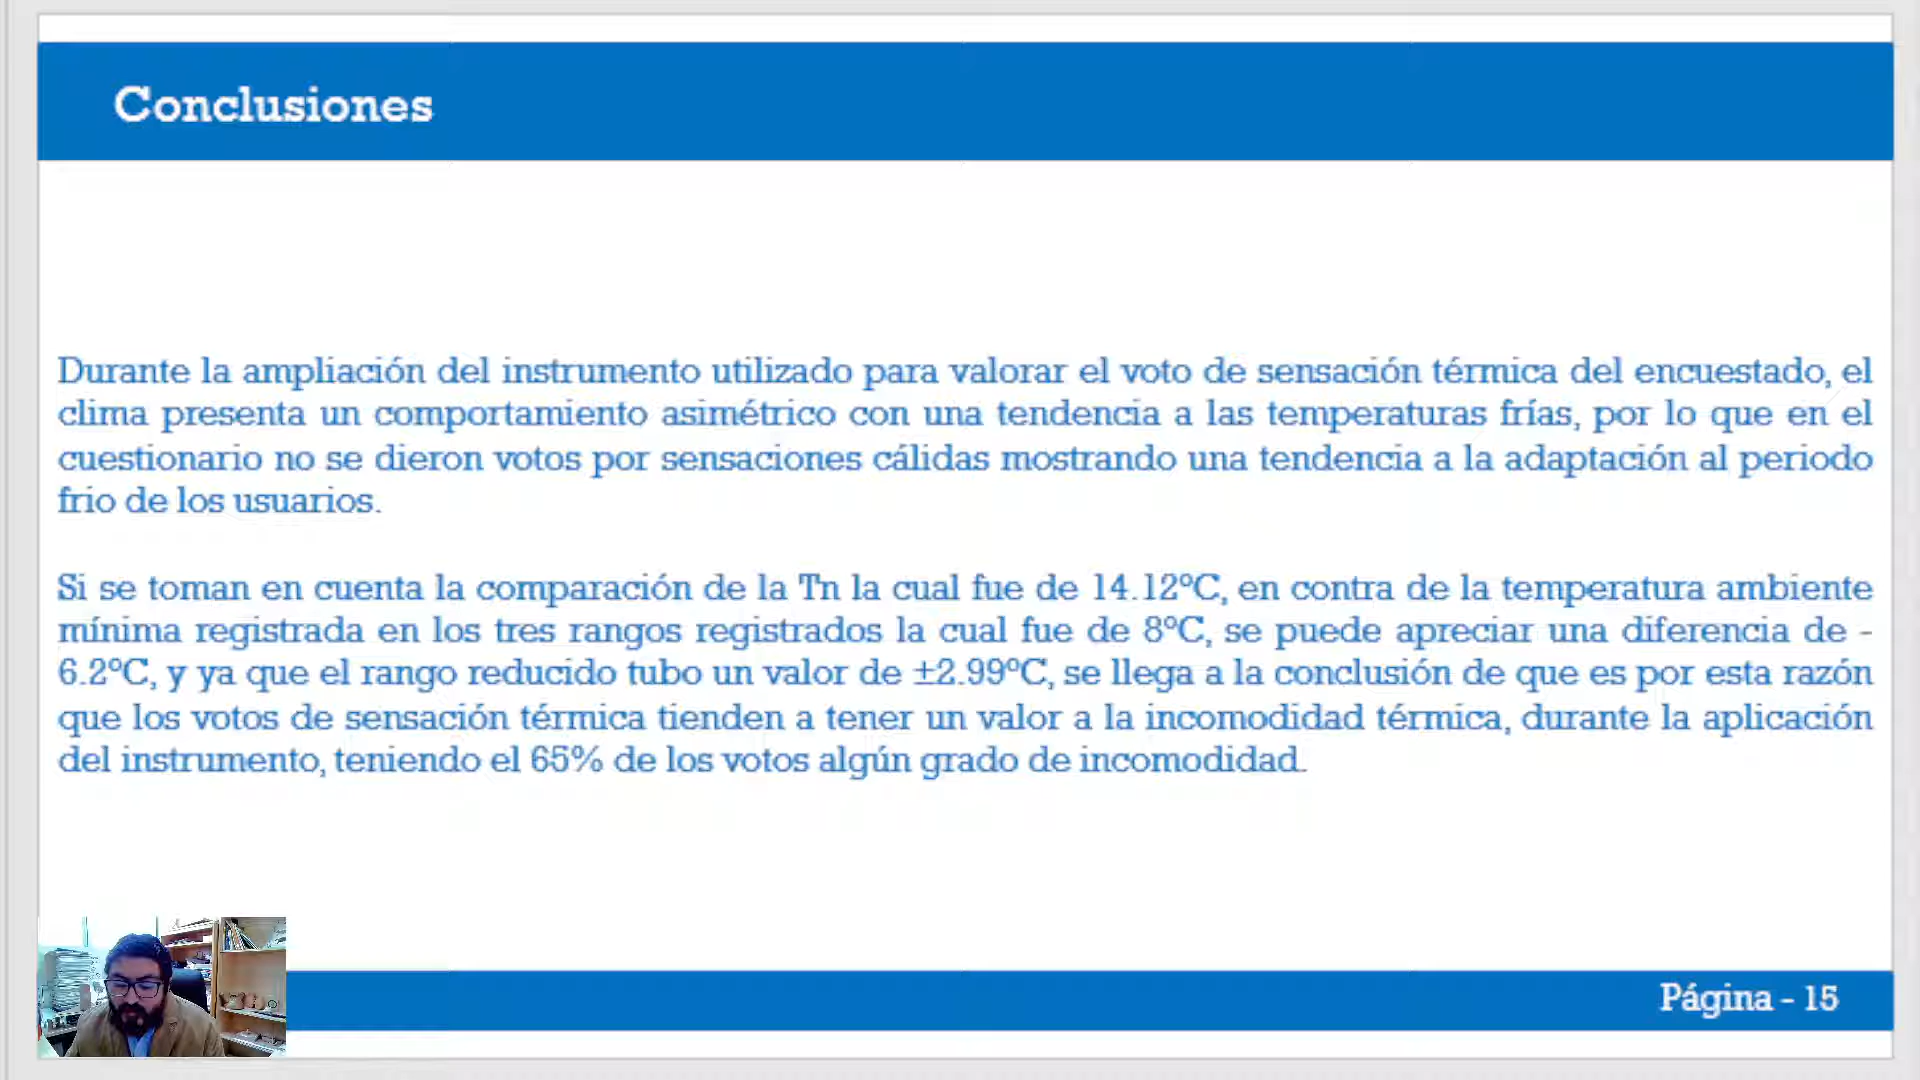 Conclusiones
Durante la ampliación del instrumento utilizado para valorar el voto de sensación térmica del encuestado, el
clima presenta un comportamiento asimétrico con una tendencia a las temperaturas frías, por lo que en el
cuestionario no se dieron votos por sensaciones cálidas mostrando una tendencia a la adaptación al periodo
frio de los usuarios.
Si se toman en cuenta la comparación de la Tn la cual fue de 14.12°C, en contra de la temperatura ambiente
mínima registrada en los tres rangos registrados la cual fue de 8°C, se puede apreciar una diferencia de -
6.2°C, y ya que el rango reducido tubo un valor de ±2.99°C, se llega a la conclusión de que es por esta razón
que los votos de sensación térmica tienden a tener un valor a la incomodidad térmica, durante la aplicación
del instrumento, teniendo el 65% de los votos algún grado de incomodidad.
Página - 15